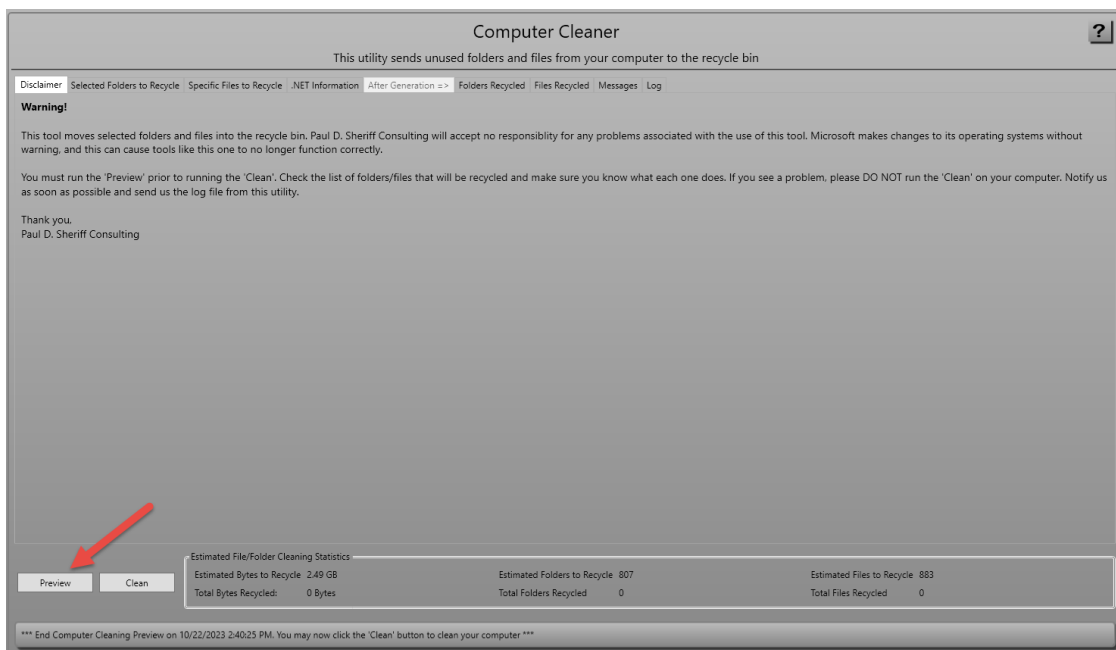 Computer Cleaner
?
This utility sends unused folders and files from your computer to the recycle bin
Disclaimer Selected Folders to Recycle Specific Files to Recycle .NET Information After Generation => Folders Recycled Files Recycled Messages Log
Warning!
This tool moves selected folders and files into the recycle bin. Paul D. Sheriff Consulting will accept no responsiblity for any problems associated with the use of this tool. Microsoft makes changes to its operating systems without
warning, and this can cause tools like this one to no longer function correctly.
You must run the 'Preview' prior to running the 'Clean'. Check the list of folders/files that will be recycled and make sure you know what each one does. If you see a problem, please DO NOT run the 'Clean' on your computer. Notify us
as soon as possible and send us the log file from this utility.
Thank you,
Paul D. Sheriff Consulting
Preview Clean
Estimated File/Folder Cleaning Statistics
Estimated Bytes to Recycle 2.49 GB Estimated Folders to Recycle 807 Estimated Files to Recycle 883
Total Bytes Recycled: 0 Bytes Total Folders Recycled 0 Total Files Recycled 0
*** End Computer Cleaning Preview on 10/22/2023 2:40:25 PM. You may now click the 'Clean' button to clean your computer ***